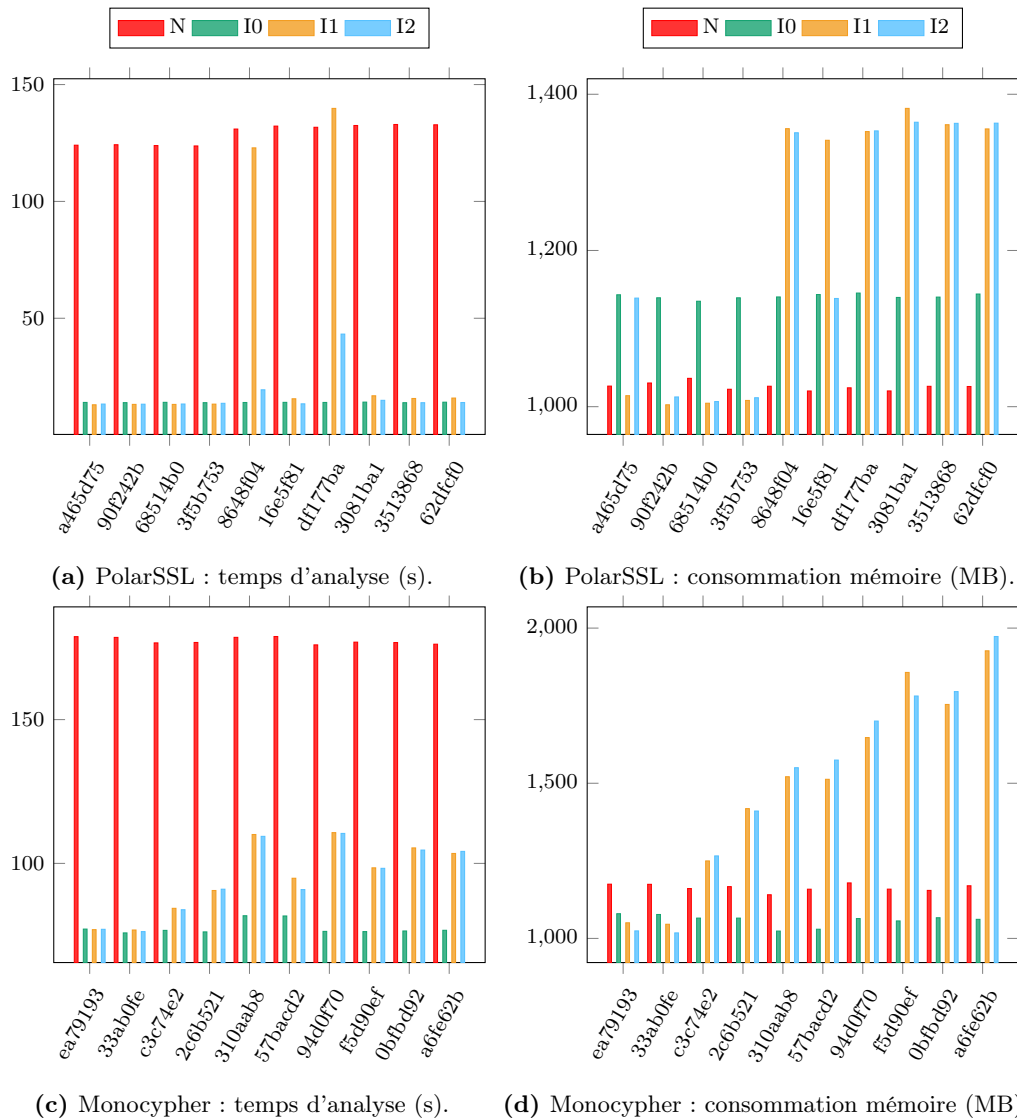 N I0 I1 I2
N I0 I1 I2
150
100
50
a465d75
90f242b
68514b0
3f5b753
8648f04
16e5f81
df177ba
3081ba1
3513868
62dfcf0
(a) PolarSSL : temps d'analyse (s).
1,400
1,200
1,000
a465d75
90f242b
68514b0
3f5b753
8648f04
16e5f81
df177ba
3081ba1
3513868
62dfcf0
(b) PolarSSL : consommation mémoire (MB).
150
100
ea79193
33ab0fe
c3c74e2
2c6b521
310aab8
57bacd2
94d0f70
f5d90ef
0bfbd92
a6fe62b
(c) Monocypher : temps d'analyse (s).
2,000
1,500
1,000
ea79193
33ab0fe
c3c74e2
2c6b521
310aab8
57bacd2
94d0f70
f5d90ef
0bfbd92
a6fe62b
(d) Monocypher : consommation mémoire (MB)